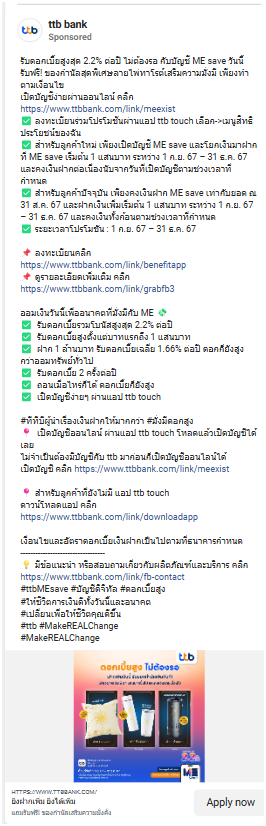 ttb bank
Sponsored
รับดอกเบี้ยสูงสุด 2.2% ต่อปี ไม่ต้องรอ กับบัญชี ME save วันนี้
รับฟรี! ของกำนัลสุดพิเศษลายไพ่ทาโรต์เสริมความมั่งมี เพียงทำ
ตามเงื่อนไข
เปิดบัญชีง่ายผ่านออนไลน์ คลิก
https://www.ttbbank.com/link/meexist
✅ ลงทะเบียนร่วมโปรโมชันผ่านแอป ttb touch เลือก->เมนูสิทธิ
ประโยชน์ของฉัน
✅ สำหรับลูกค้าใหม่ เพียงเปิดบัญชี ME save และโยกเงินมาฝาก
ที่ ME save เริ่มต้น 1 แสนบาท ระหว่าง 1 ก.ย. 67 – 31 ธ.ค. 67
และคงเงินฝากต่อเนื่องนับจากวันที่เปิดบัญชีตามช่วงเวลาที่
กำหนด
✅ สำหรับลูกค้าปัจจุบัน เพียงคงเงินฝาก ME save เท่ากับยอด ณ
31 ส.ค. 67 และฝากเงินเพิ่มเริ่มต้น 1 แสนบาท ระหว่าง 1 ก.ย. 67
– 31 ธ.ค. 67 และคงเงินทั้งก้อนตามช่วงเวลาที่กำหนด
✅ ระยะเวลาโปรโมชัน : 1 ก.ย. 67 – 31 ธ.ค. 67
📌 ลงทะเบียนคลิก
https://www.ttbbank.com/link/benefitapp
📌 ดูรายละเอียดเพิ่มเติม คลิก
https://www.ttbbank.com/link/grabfb3
ออมเงินวันนี้เพื่ออนาคตที่มั่งมีกับ ME 💸
✅ รับดอกเบี้ยรวมโบนัสสูงสุด 2.2% ต่อปี
✅ รับดอกเบี้ยสูงตั้งแต่บาทแรกถึง 1 แสนบาท
✅ ฝาก 1 ล้านบาท รับดอกเบี้ยเฉลี่ย 1.66% ต่อปี ดอกก็ยังสูง
กว่าออมทรัพย์ทั่วไป
✅ รับดอกเบี้ย 2 ครั้งต่อปี
✅ ถอนเมื่อไหร่ก็ได้ ดอกเบี้ยก็ยังสูง
✅ เปิดบัญชีง่ายๆ ผ่านแอป ttb touch
#ที่ทีบีผู้นำเรื่องเงินฝากให้มากกว่า #มั่งมีดอกสูง
📍 เปิดบัญชีออนไลน์ ผ่านแอป ttb touch โหลดแล้วเปิดบัญชีได้
เลย
ไม่จำเป็นต้องมีบัญชีกับ ttb มาก่อนก็เปิดบัญชีออนไลน์ได้
เปิดบัญชี คลิก https://www.ttbbank.com/link/meexist
📍 สำหรับลูกค้าที่ยังไม่มี แอป ttb touch
ดาวน์โหลดแอป คลิก
https://www.ttbbank.com/link/downloadapp
เงื่อนไขและอัตราดอกเบี้ยเงินฝากเป็นไปตามที่ธนาคารกำหนด
------------------------------
💡 มีข้อแนะนำ หรือสอบถามเกี่ยวกับผลิตภัณฑ์และบริการ คลิก
https://www.ttbbank.com/link/fb-contact
#ttbMEsave #บัญชีดิจิทัล #ดอกเบี้ยสูง
#ให้ชีวิตการเงินดีทั้งวันนี้และอนาคต
#เปลี่ยนเพื่อให้ชีวิตคุณดีขึ้น
#ttb #MakeREALChange
#MakeREALChange
ttb
ดอกเบี้ยสูง ไม่ต้องรอ
ME
HTTPS://WWW.TTBBANK.COM/
ยิ่งฝากเพิ่ม ยิ่งได้เพิ่ม
แถมรับฟรี! ของกำนัลเสริมความมั่งคั่ง
Apply now